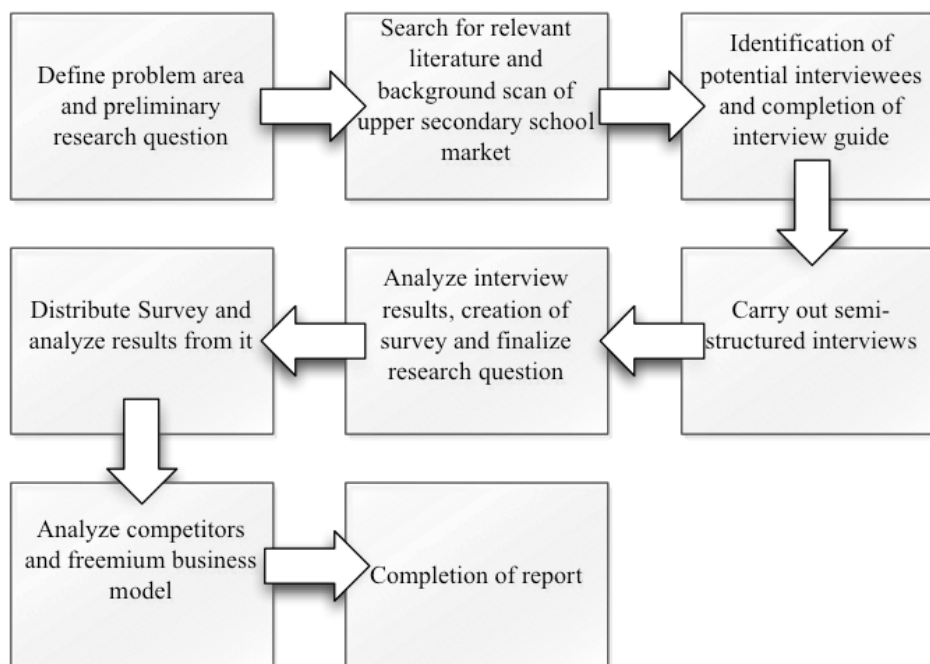 Define problem area
and preliminary
research question
Search for relevant
literature and
background scan of
upper secondary school
market
Identification of
potential interviewees
and completion of
interview guide
Carry out semi-
structured interviews
Analyze interview
results, creation of
survey and finalize
research question
Distribute Survey and
analyze results from it
Analyze competitors
and freemium business
model
Completion of report